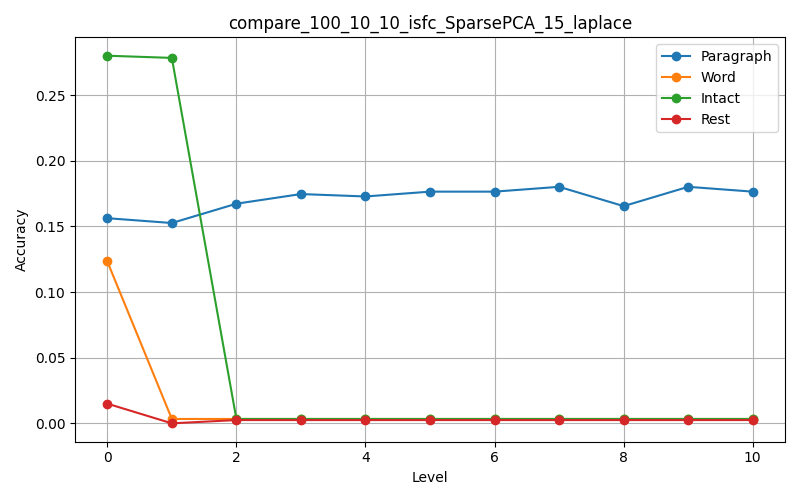 compare_100_10_10_isfc_SparsePCA_15_laplace
Paragraph
Word
Intact
Rest
Accuracy
0.25
0.20
0.15
0.10
0.05
0.00
0 2 4 6 8 10
Level